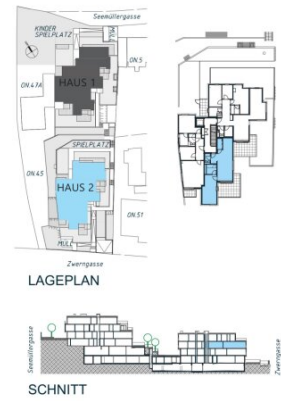 Seemüllergasse
KINDER
SPIELPLATZ
MÜLL
ON.5
HAUS 1
ON.47A
SPIELPLATZ
ON.45
HAUS 2
ON.51
MÜLL
Zwerngasse
LAGEPLAN
Seemüllergasse
Zwerngasse
SCHNITT